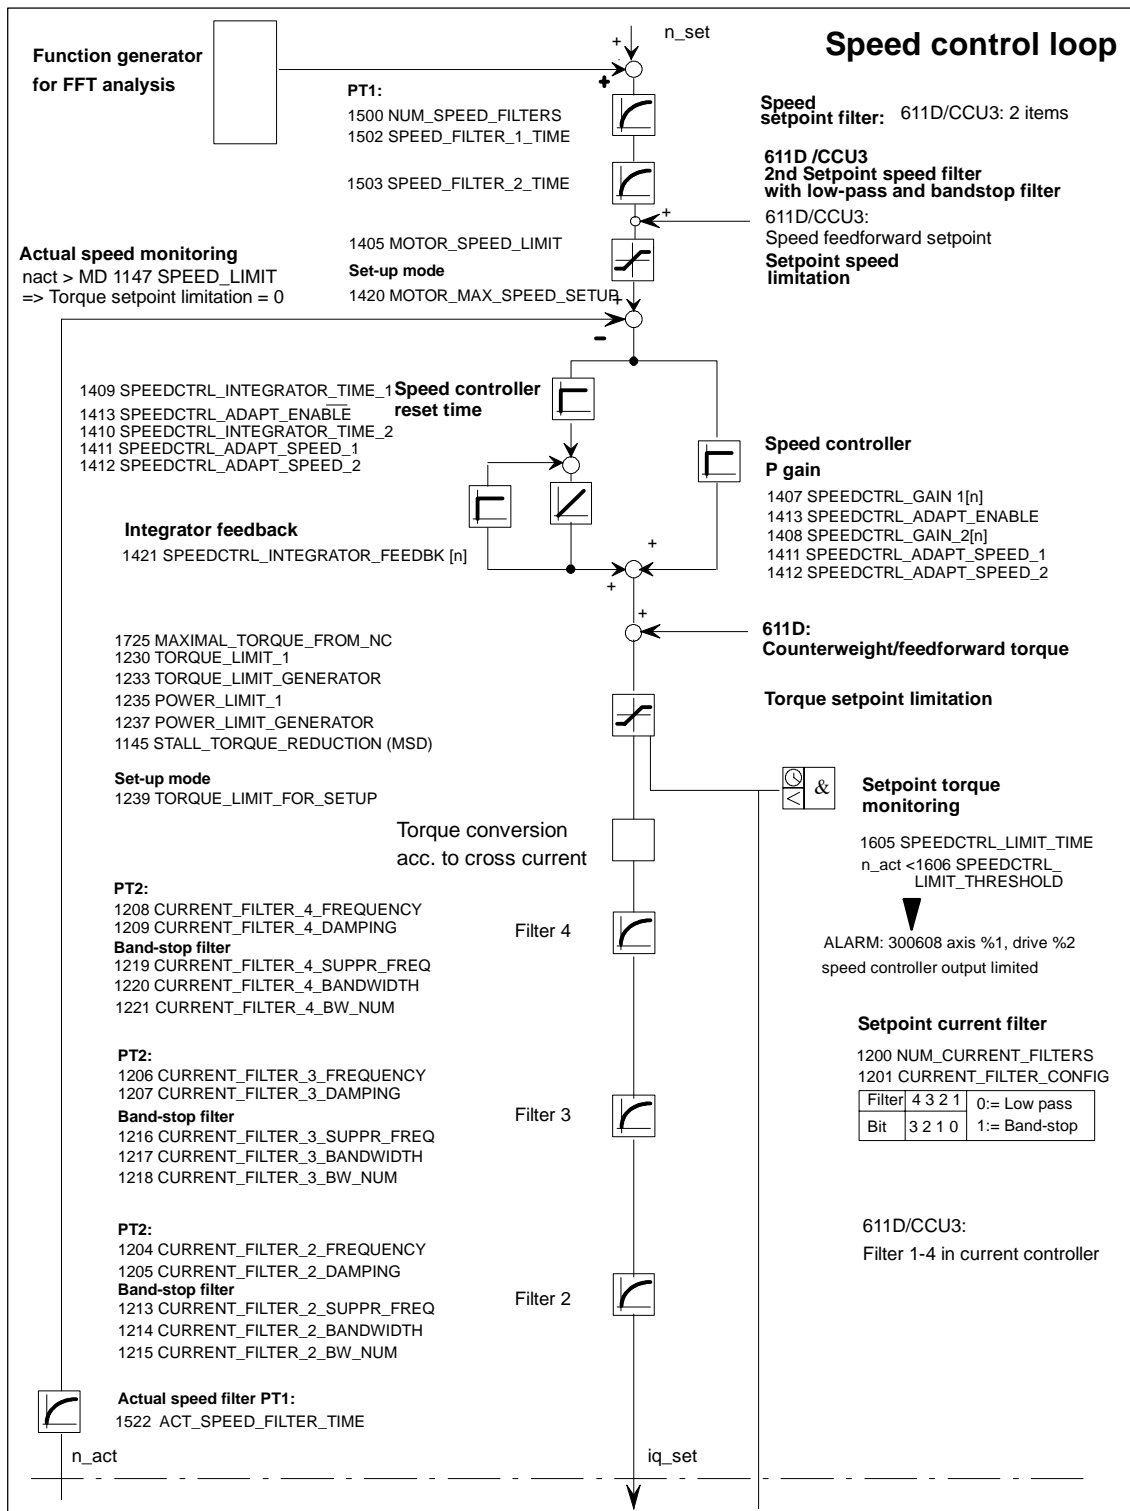 Speed control loop
n_set
+
Function generator
for FFT analysis
+
PT1:
1500 NUM_SPEED_FILTERS
1502 SPEED_FILTER_1_TIME
1503 SPEED_FILTER_2_TIME
Speed
setpoint filter: 611D/CCU3: 2 items
611D /CCU3
2nd Setpoint speed filter
with low-pass and bandstop filter
+
611D/CCU3:
Speed feedforward setpoint
Setpoint speed
limitation
1405 MOTOR_SPEED_LIMIT
Set-up mode
1420 MOTOR_MAX_SPEED_SETUP
+
Actual speed monitoring
nact > MD 1147 SPEED_LIMIT
=> Torque setpoint limitation = 0
−
1409 SPEEDCTRL_INTEGRATOR_TIME_1
1413 SPEEDCTRL_ADAPT_ENABLE
1410 SPEEDCTRL_INTEGRATOR_TIME_2
1411 SPEEDCTRL_ADAPT_SPEED_1
1412 SPEEDCTRL_ADAPT_SPEED_2
Speed controller
reset time
Speed controller
P gain
1407 SPEEDCTRL_GAIN 1[n]
1413 SPEEDCTRL_ADAPT_ENABLE
1408 SPEEDCTRL_GAIN_2[n]
1411 SPEEDCTRL_ADAPT_SPEED_1
1412 SPEEDCTRL_ADAPT_SPEED_2
Integrator feedback
1421 SPEEDCTRL_INTEGRATOR_FEEDBK [n]
+
+
+
611D:
Counterweight/feedforward torque
1725 MAXIMAL_TORQUE_FROM_NC
1230 TORQUE_LIMIT_1
1233 TORQUE_LIMIT_GENERATOR
1235 POWER_LIMIT_1
1237 POWER_LIMIT_GENERATOR
1145 STALL_TORQUE_REDUCTION (MSD)
Torque setpoint limitation
Set-up mode
1239 TORQUE_LIMIT_FOR_SETUP
< &
Setpoint torque
monitoring
1605 SPEEDCTRL_LIMIT_TIME
n_act <1606 SPEEDCTRL_
LIMIT_THRESHOLD
ALARM: 300608 axis %1, drive %2
speed controller output limited
Torque conversion
acc. to cross current
PT2:
1208 CURRENT_FILTER_4_FREQUENCY
1209 CURRENT_FILTER_4_DAMPING
Band-stop filter
1219 CURRENT_FILTER_4_SUPPR_FREQ
1220 CURRENT_FILTER_4_BANDWIDTH
1221 CURRENT_FILTER_4_BW_NUM
Filter 4
Setpoint current filter
1200 NUM_CURRENT_FILTERS
1201 CURRENT_FILTER_CONFIG
Filter 4 3 2 1 0:= Low pass
Bit 3 2 1 0 1:= Band-stop
PT2:
1206 CURRENT_FILTER_3_FREQUENCY
1207 CURRENT_FILTER_3_DAMPING
Band-stop filter
1216 CURRENT_FILTER_3_SUPPR_FREQ
1217 CURRENT_FILTER_3_BANDWIDTH
1218 CURRENT_FILTER_3_BW_NUM
Filter 3
611D/CCU3:
Filter 1-4 in current controller
PT2:
1204 CURRENT_FILTER_2_FREQUENCY
1205 CURRENT_FILTER_2_DAMPING
Band-stop filter
1213 CURRENT_FILTER_2_SUPPR_FREQ
1214 CURRENT_FILTER_2_BANDWIDTH
1215 CURRENT_FILTER_2_BW_NUM
Filter 2
Actual speed filter PT1:
1522 ACT_SPEED_FILTER_TIME
n_act
iq_set